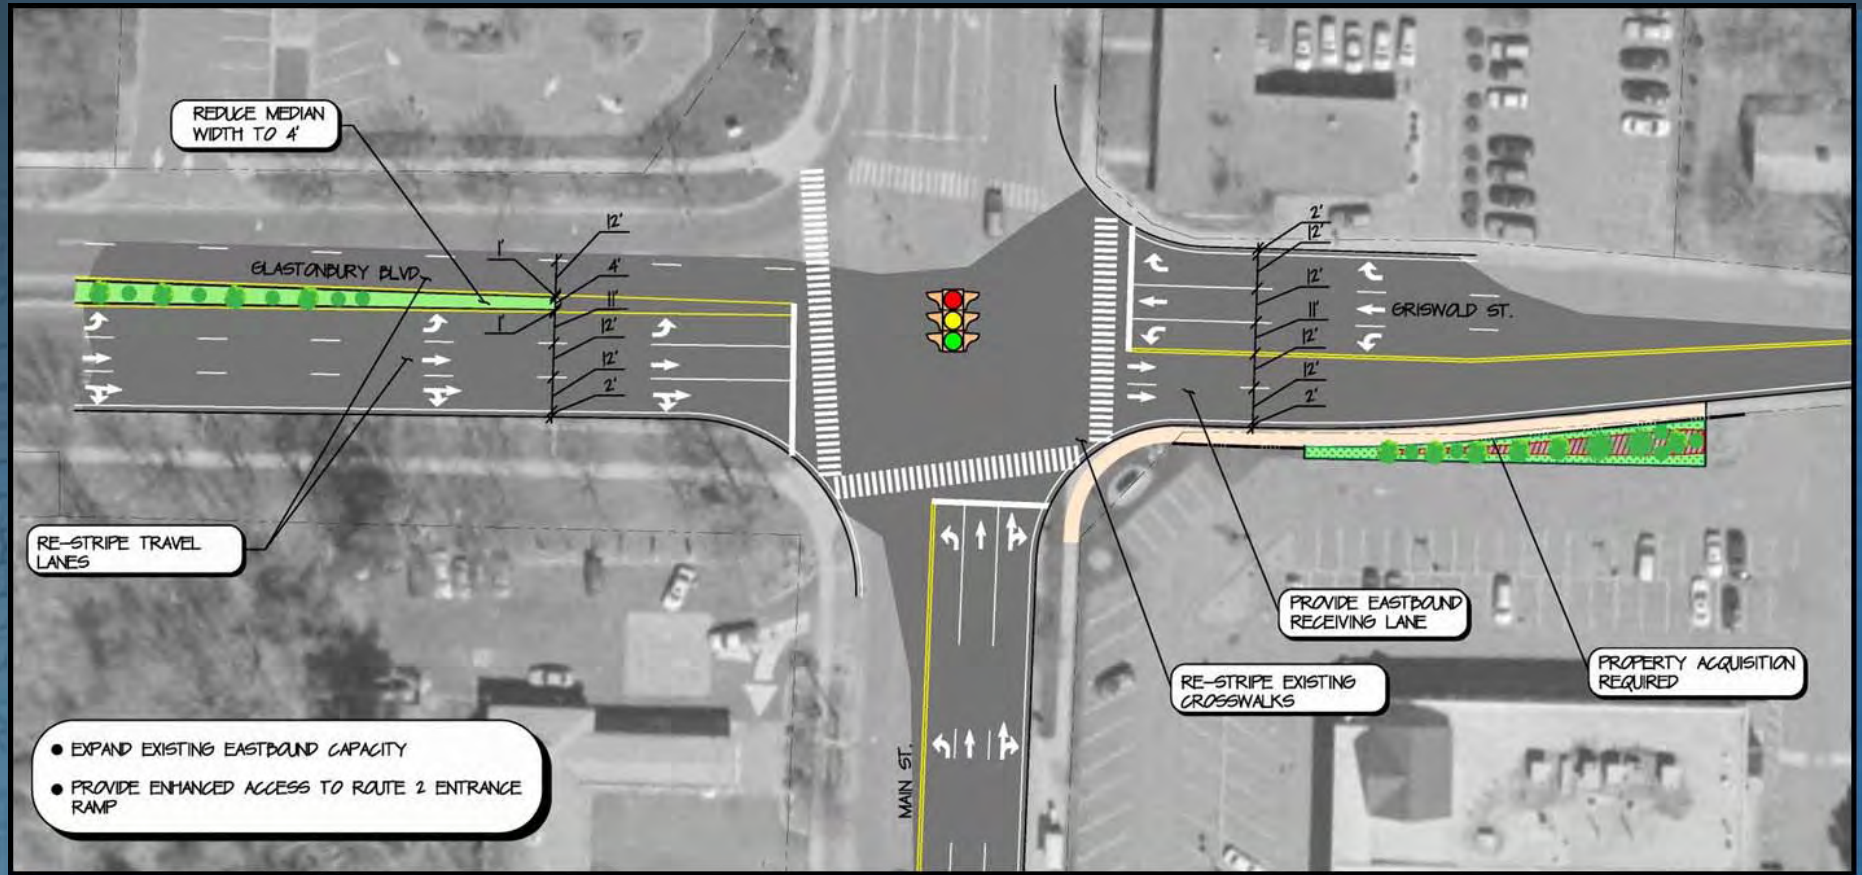 REDUCE MEDIAN
WIDTH TO 4'
12'
1'
4'
GLASTONBURY BLVD.
11'
1'
12'
12'
2'
2'
12'
12'
11'
GRISWOLD ST.
12'
12'
2'
RE-STRIPE TRAVEL
LANES
PROVIDE EASTBOUND
RECEIVING LANE
RE-STRIPE EXISTING
CROSSWALKS
PROPERTY ACQUISITION
REQUIRED
MAIN ST.
● EXPAND EXISTING EASTBOUND CAPACITY
● PROVIDE ENHANCED ACCESS TO ROUTE 2 ENTRANCE
RAMP